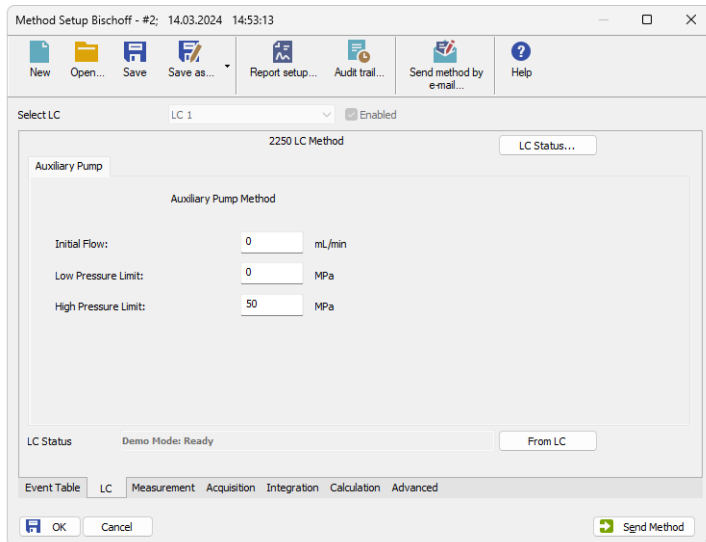 Method Setup Bischoff - #2;   14.03.2024   14:53:13
New Open... Save Save as... Report setup... Audit trail... Send method by e-mail... Help
Select LC LC 1 Enabled
2250 LC Method LC Status...
Auxiliary Pump
Auxiliary Pump Method
Initial Flow: 0 mL/min
Low Pressure Limit: 0 MPa
High Pressure Limit: 50 MPa
LC Status Demo Mode: Ready From LC
Event Table LC Measurement Acquisition Integration Calculation Advanced
OK Cancel Send Method